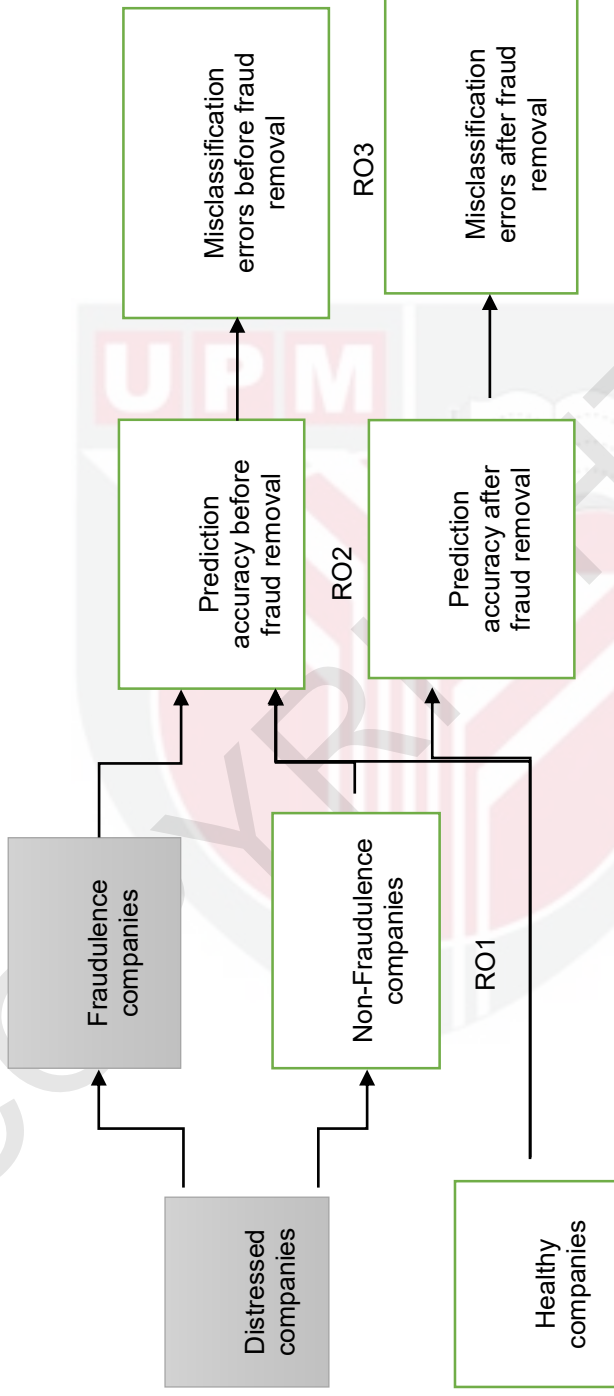 Distressed
companies
Healthy
companies
Fraudulence
companies
Non-Fraudulence
companies
RO1
Prediction
accuracy before
fraud removal
RO2
Prediction
accuracy after
fraud removal
Misclassification
errors before fraud
removal
RO3
Misclassification
errors after fraud
removal
UPM